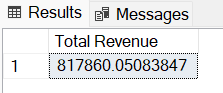 Results Messages
Total Revenue
1 817860.05083847